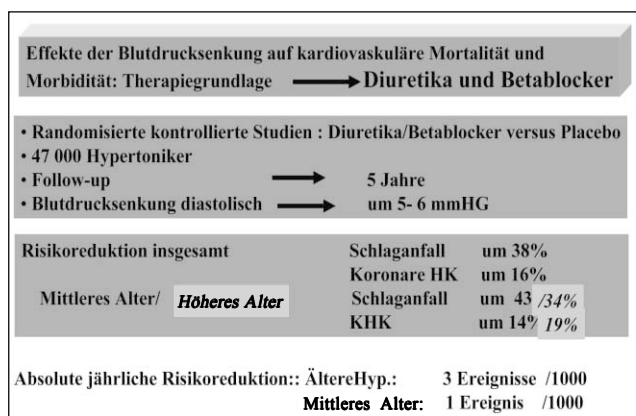 Effekte der Blutdrucksenkung auf kardiovaskuläre Mortalität und
Morbidität: Therapiegrundlage → Diuretika und Betablocker
• Randomisierte kontrollierte Studien : Diuretika/Betablocker versus Placebo
• 47 000 Hypertoniker
• Follow-up → 5 Jahre
• Blutdrucksenkung diastolisch → um 5- 6 mmHG
Risikoreduktion insgesamt Schlaganfall um 38%
Koronare HK um 16%
Mittleres Alter/ Höheres Alter Schlaganfall um 43 /34%
KHK um 14% 19%
Absolute jährliche Risikoreduktion:: ÄltereHyp.: 3 Ereignisse /1000
Mittleres Alter: 1 Ereignis /1000